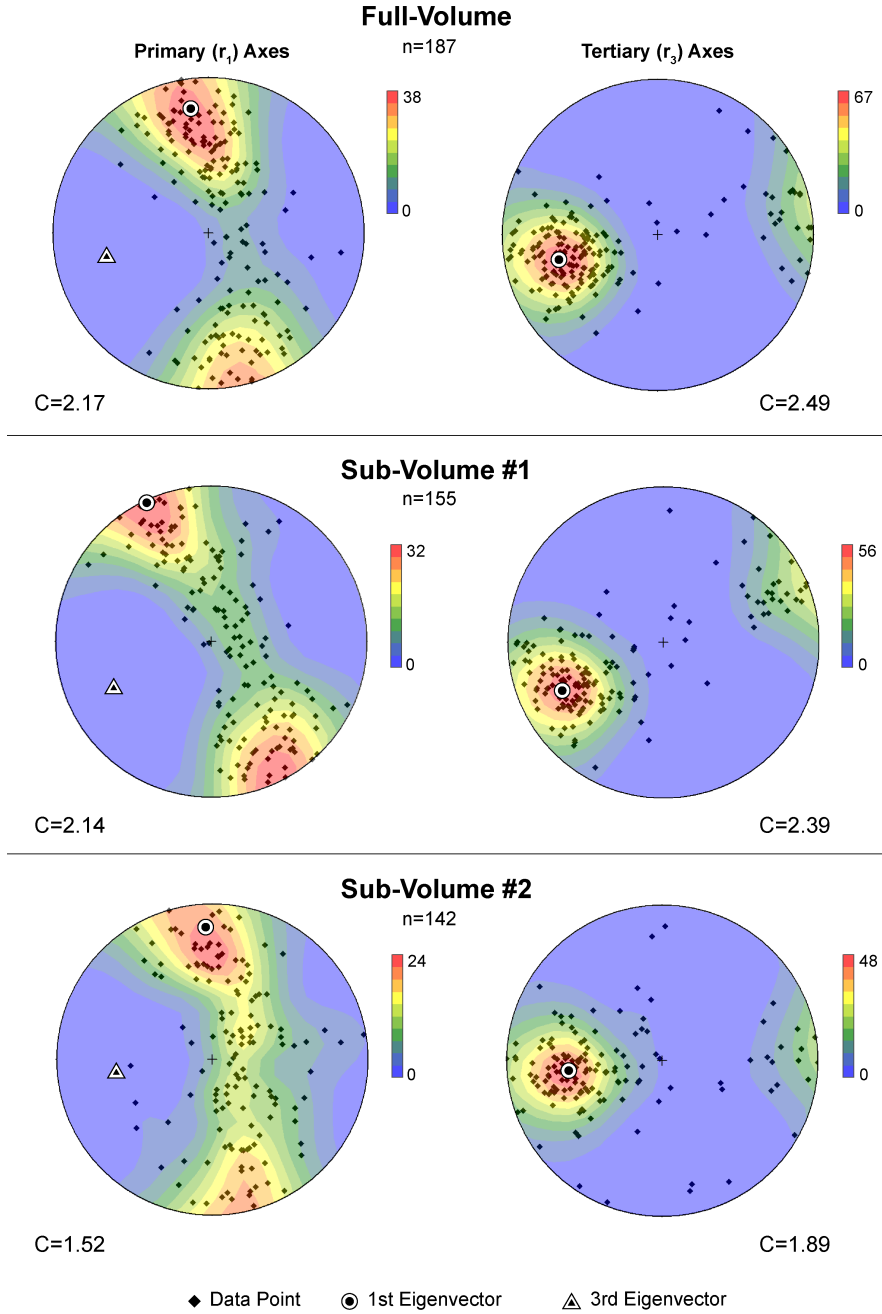 Full-Volume
Primary (r1) Axes
n=187
Tertiary (r3) Axes
38
0
67
0
C=2.17
C=2.49
Sub-Volume #1
n=155
32
0
56
0
C=2.14
C=2.39
Sub-Volume #2
n=142
24
0
48
0
C=1.52
C=1.89
Data Point
1st Eigenvector
3rd Eigenvector